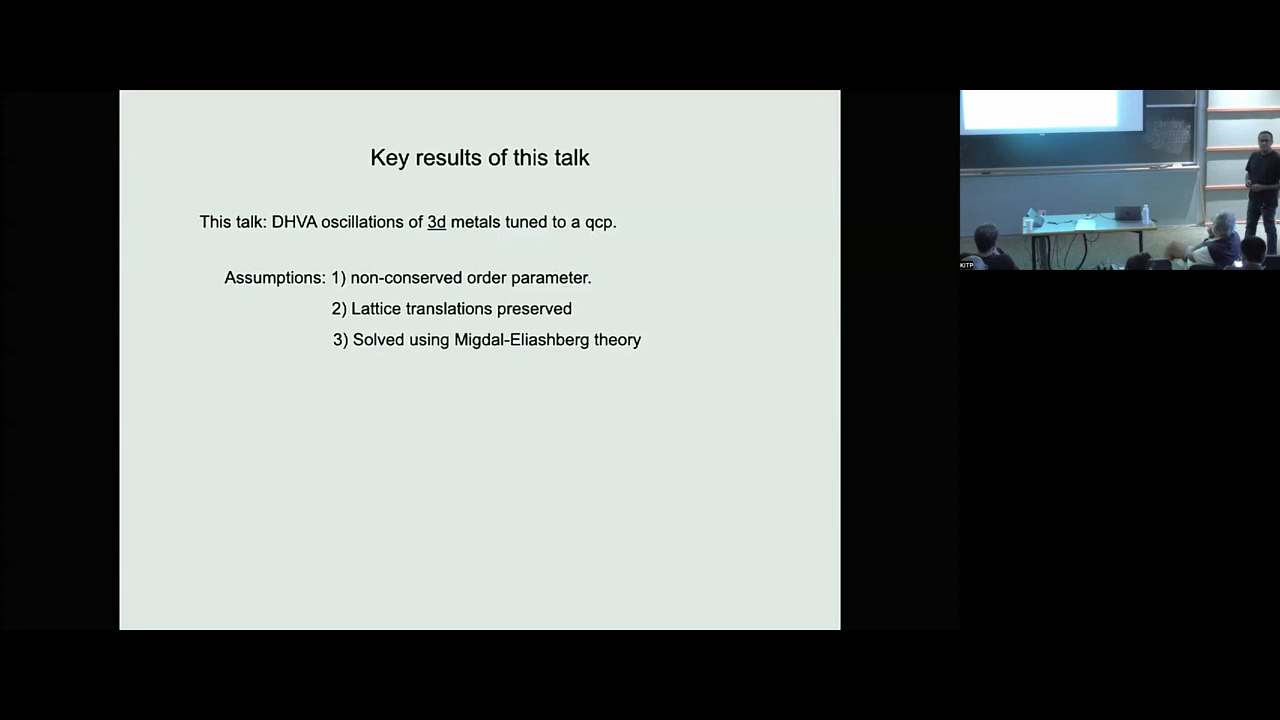 Key results of this talk
This talk: DHVA oscillations of 3d metals tuned to a qcp.
Assumptions: 1) non-conserved order parameter.
2) Lattice translations preserved
3) Solved using Migdal-Eliashberg theory
KITP